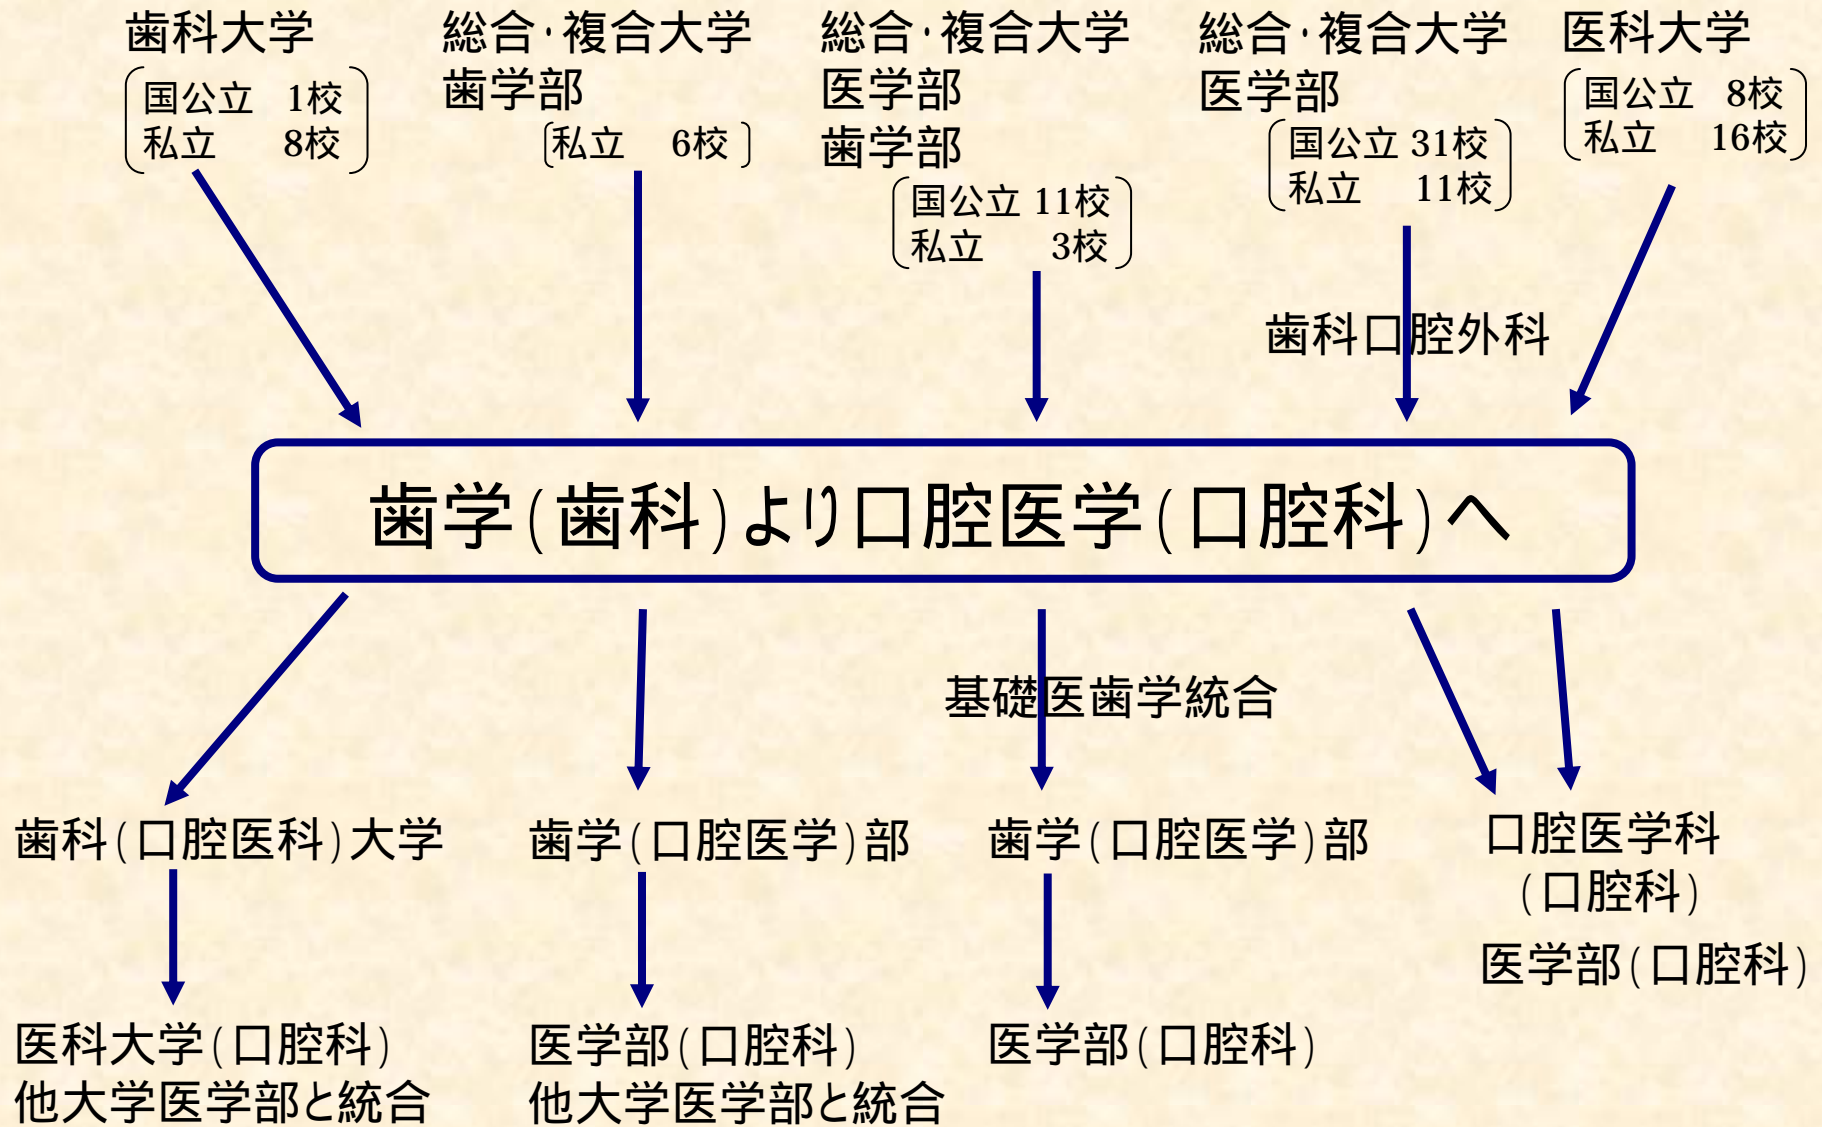 歯科大学
国公立 1校
私立 8校
総合・複合大学
歯学部
私立 6校
総合・複合大学
医学部
歯学部
国公立 11校
私立 3校
総合・複合大学
医学部
国公立 31校
私立 11校
医科大学
国公立 8校
私立 16校
歯科口腔外科
歯学(歯科)より口腔医学(口腔科)へ
基礎医歯学統合
歯科(口腔医科)大学
歯学(口腔医学)部
歯学(口腔医学)部
口腔医学科
(口腔科)
医学部(口腔科)
医科大学(口腔科)
他大学医学部と統合
医学部(口腔科)
他大学医学部と統合
医学部(口腔科)